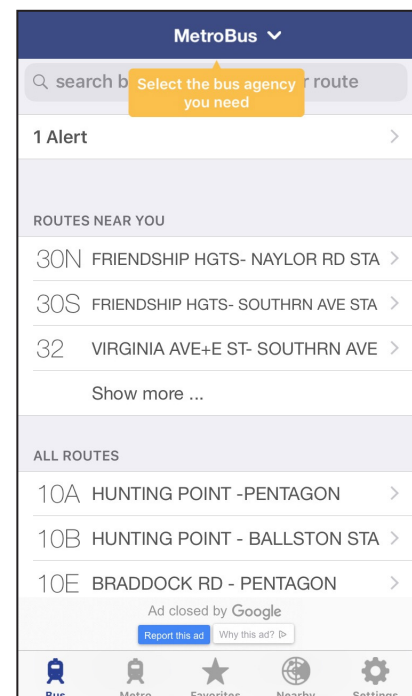 MetroBus
search b r route
Select the bus agency
you need
1 Alert
ROUTES NEAR YOU
30N FRIENDSHIP HGTS- NAYLOR RD STA
30S FRIENDSHIP HGTS- SOUTHRN AVE STA
32 VIRGINIA AVE+E ST- SOUTHRN AVE
Show more ...
ALL ROUTES
10A HUNTING POINT -PENTAGON
10B HUNTING POINT - BALLSTON STA
10E BRADDOCK RD - PENTAGON
Ad closed by Google
Report this ad Why this ad?
Bus Metro Favorites Nearby Settings